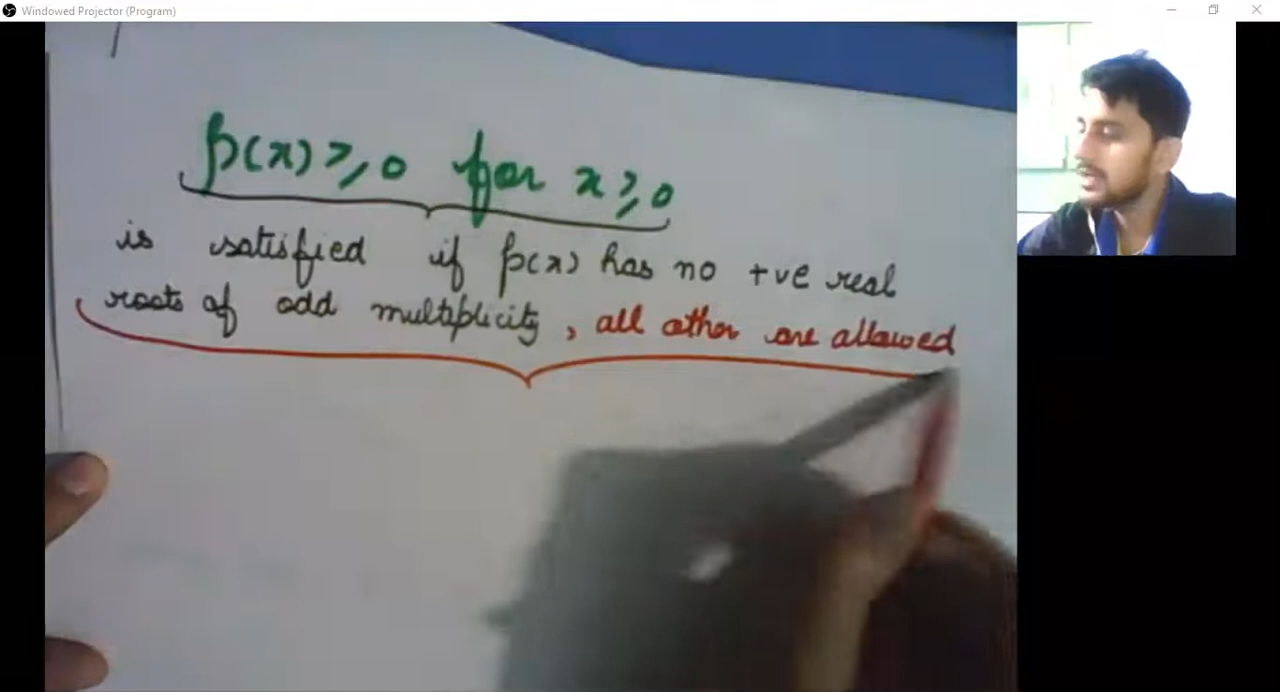 Windowed Projector (Program)
p(x) ≥ 0 for x ≥ 0
is satisfied if p(x) has no +ve real
roots of odd multiplicity, all other are allowed